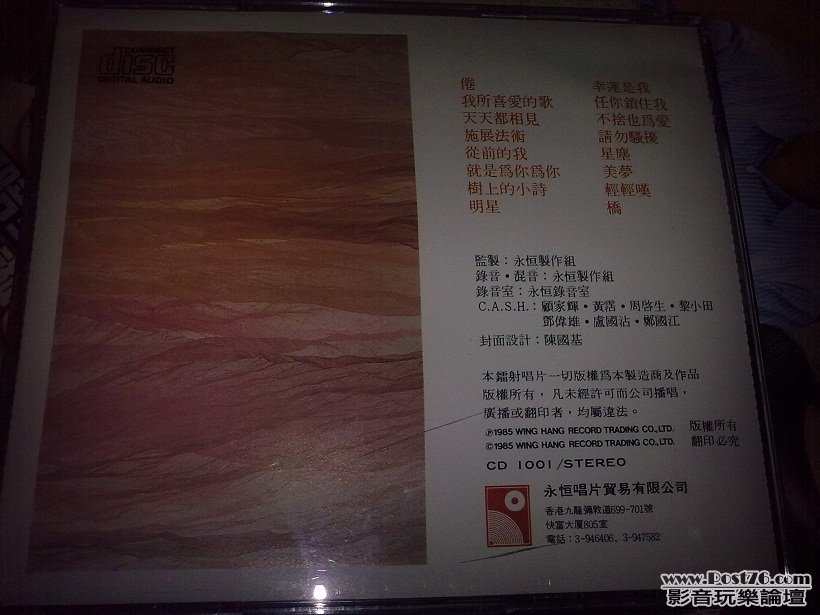 COMPACT
disc
DIGITAL AUDIO
倦
我所喜愛的歌
天天都相見
施展法術
從前的我
就是爲你爲你
樹上的小詩
明星
幸運是我
任你鎖住我
不捨也爲愛
請勿騷擾
星塵
美夢
輕輕嘆
橋
監製：永恒製作組
錄音·混音：永恒製作組
錄音室：永恒錄音室
C.A.S.H.：顧家輝·黃霑·周啓生·黎小田
鄧偉雄·盧國沾·鄭國江
封面設計：陳國基
本鐳射唱片一切版權爲本製造商及作品
版權所有，凡未經許可而公司播唱，
廣播或翻印者，均屬違法。
Ⓟ1985 WING HANG RECORD TRADING CO., LTD. 版權所有
©1985 WING HANG RECORD TRADING CO., LTD. 翻印必究
CD 1001/STEREO
永恒唱片貿易有限公司
香港九龍彌敦道699-701號
快富大厦805室
電話：3-946406, 3-947582
www.Post76.com
影音玩樂論壇